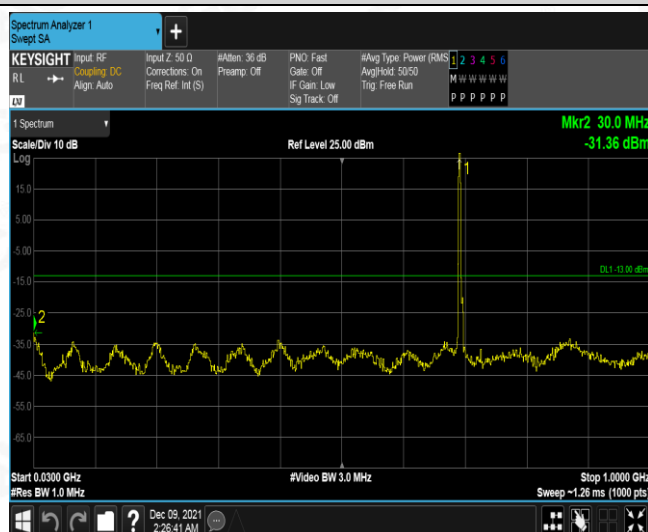 Spectrum Analyzer 1
Swept SA
+
KEYSIGHT
RL
LXI
Input: RF
Coupling: DC
Align: Auto
Input Z: 50 Ω
Corrections: On
Freq Ref: Int (S)
#Atten: 36 dB
Preamp: Off
PNO: Fast
Gate: Off
IF Gain: Low
Sig Track: Off
#Avg Type: Power (RMS
Avg|Hold: 50/50
Trig: Free Run
1 2 3 4 5 6
M W W W W W
P P P P P P
1 Spectrum
Mkr2 30.0 MHz
-31.36 dBm
Scale/Div 10 dB
Ref Level 25.00 dBm
Log
1
15.0
5.00
-5.00
DL1 -13.00 dBm
-15.0
-25.0
2
-35.0
-45.0
-55.0
-65.0
Start 0.0300 GHz
#Video BW 3.0 MHz
Stop 1.0000 GHz
#Res BW 1.0 MHz
Sweep ~1.26 ms (1000 pts)
?
Dec 09, 2021
2:26:41 AM